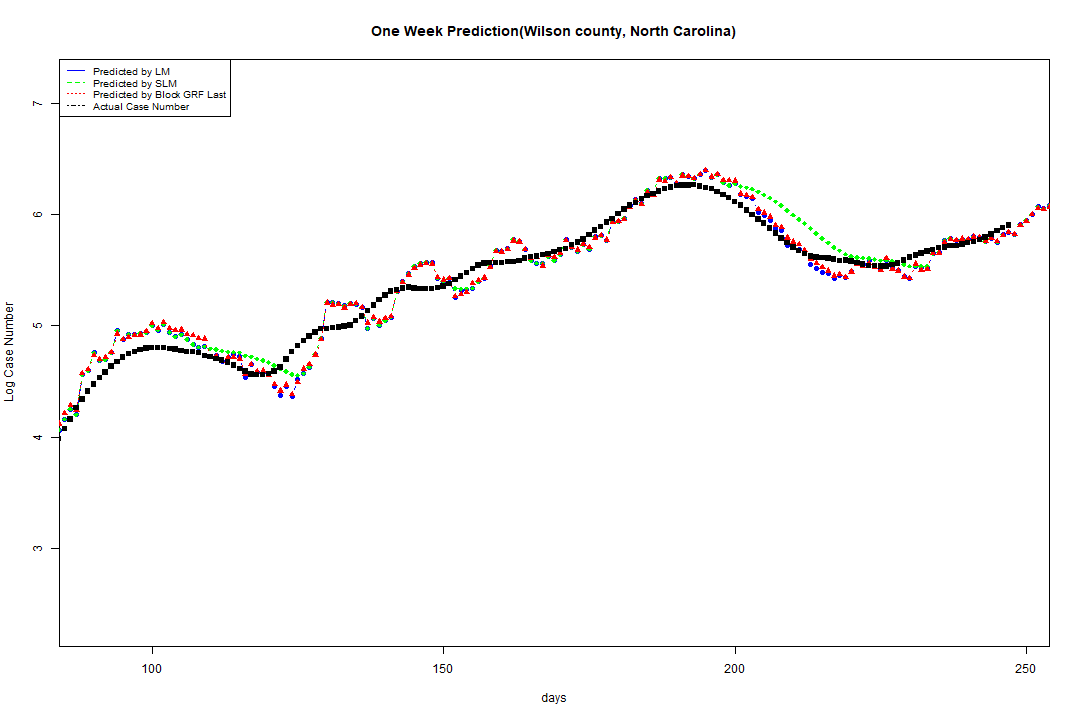 One Week Prediction(Wilson county, North Carolina)
Predicted by LM
Predicted by SLM
Predicted by Block GRF Last
Actual Case Number
7
6
5
4
3
Log Case Number
100
150
200
250
days